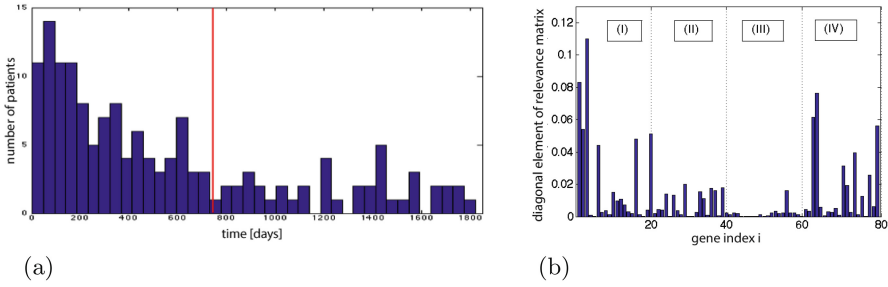 15
10
5
0
number of patients
0 200 400 600 800 1000 1200 1400 1600 1800
time [days]
(a)
0.12
0.1
0.08
0.06
0.04
0.02
0
diagonal element of relevance matrix
(I) (II) (III) (IV)
20 40 60 80
gene index i
(b)